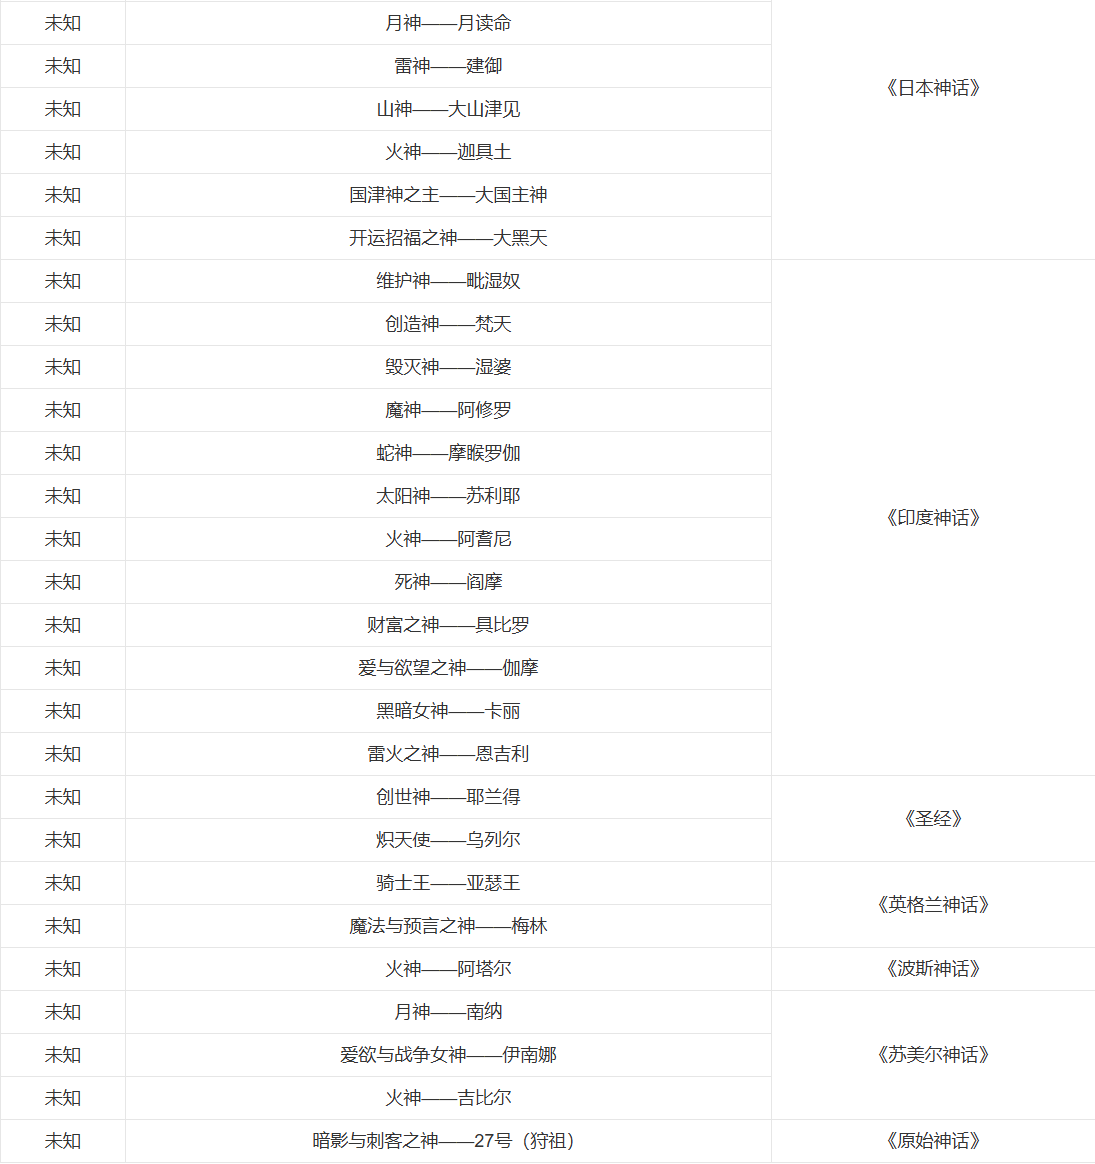 未知 月神——月读命
未知 雷神——建御
未知 山神——大山津见
《日本神话》
未知 火神——迦具土
未知 国津神之主——大国主神
未知 开运招福之神——大黑天
未知 维护神——毗湿奴
未知 创造神——梵天
未知 毁灭神——湿婆
未知 魔神——阿修罗
未知 蛇神——摩睺罗伽
未知 太阳神——苏利耶
《印度神话》
未知 火神——阿耆尼
未知 死神——阎摩
未知 财富之神——具比罗
未知 爱与欲望之神——伽摩
未知 黑暗女神——卡丽
未知 雷火之神——恩吉利
未知 创世神——耶兰得
《圣经》
未知 炽天使——乌列尔
未知 骑士王——亚瑟王
《英格兰神话》
未知 魔法与预言之神——梅林
未知 火神——阿塔尔 《波斯神话》
未知 月神——南纳
未知 爱欲与战争女神——伊南娜 《苏美尔神话》
未知 火神——吉比尔
未知 暗影与刺客之神——27号（狩祖） 《原始神话》